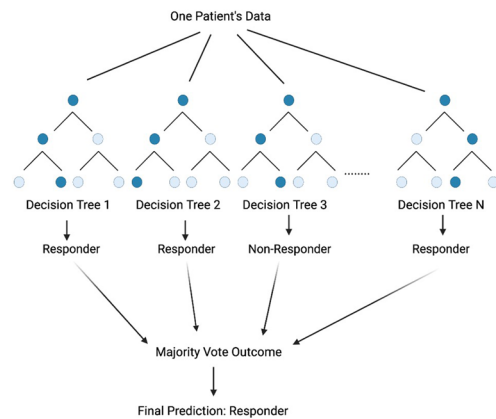 One Patient's Data
Decision Tree 1
Decision Tree 2
Decision Tree 3
........
Decision Tree N
Responder
Responder
Non-Responder
Responder
Majority Vote Outcome
Final Prediction: Responder